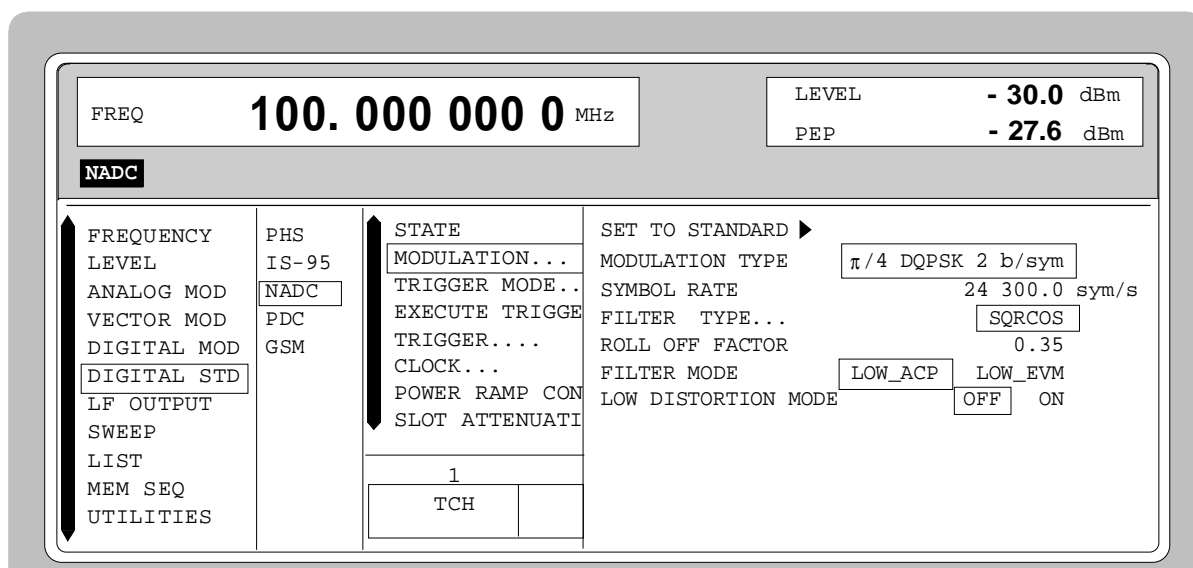 FREQ 100. 000 000 0 MHz
LEVEL - 30.0 dBm
PEP - 27.6 dBm
NADC
FREQUENCY
LEVEL
ANALOG MOD
VECTOR MOD
DIGITAL MOD
DIGITAL STD
LF OUTPUT
SWEEP
LIST
MEM SEQ
UTILITIES
PHS
IS-95
NADC
PDC
GSM
STATE
MODULATION...
TRIGGER MODE..
EXECUTE TRIGGE
TRIGGER....
CLOCK...
POWER RAMP CON
SLOT ATTENUATI
1
TCH
SET TO STANDARD
MODULATION TYPE π/4 DQPSK 2 b/sym
SYMBOL RATE 24 300.0 sym/s
FILTER TYPE... SQRCOS
ROLL OFF FACTOR 0.35
FILTER MODE LOW_ACP LOW_EVM
LOW DISTORTION MODE OFF ON